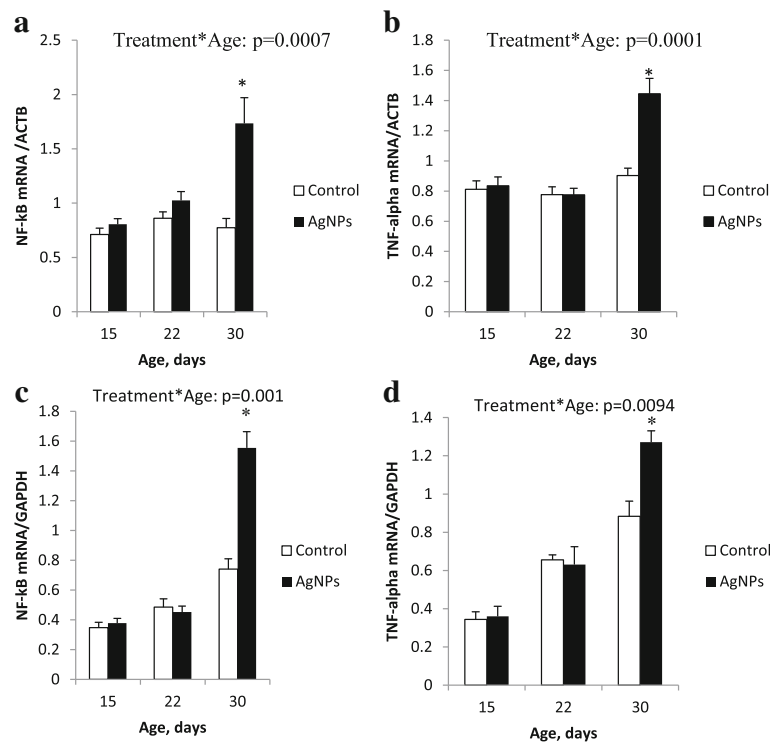 a
Treatment*Age: p=0.0007
2.5
2
1.5
1
0.5
0
NF-kB mRNA /ACTB
*
15 22 30
Age, days
Control
AgNPs
b
Treatment*Age: p=0.0001
1.8
1.6
1.4
1.2
1
0.8
0.6
0.4
0.2
0
TNF-alpha mRNA/ACTB
*
15 22 30
Age, days
Control
AgNPs
c
Treatment*Age: p=0.001
1.8
1.6
1.4
1.2
1
0.8
0.6
0.4
0.2
0
NF-kB mRNA/GAPDH
*
15 22 30
Age, days
Control
AgNPs
d
Treatment*Age: p=0.0094
1.4
1.2
1
0.8
0.6
0.4
0.2
0
TNF-alpha mRNA/GAPDH
*
15 22 30
Age, days
Control
AgNPs